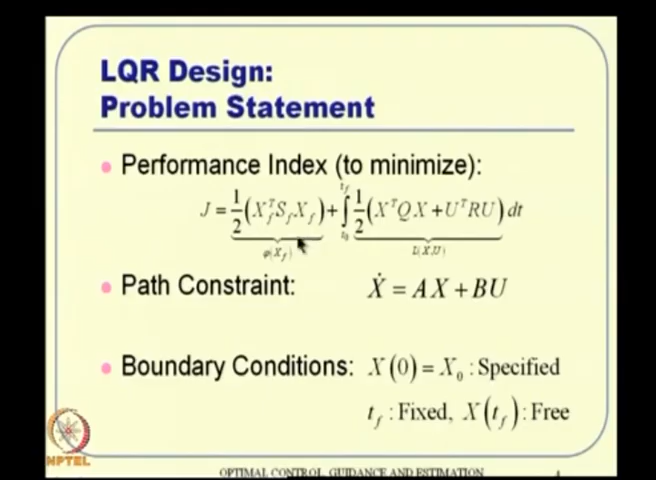 LQR Design:
Problem Statement
• Performance Index (to minimize):
J = 1/2 (X_f^T S_f X_f) + ∫_{t_0}^{t_f} 1/2 (X^T Q X + U^T R U) dt
φ(X_f) L(X,U)
• Path Constraint: Ẋ = AX + BU
• Boundary Conditions: X(0) = X_0 : Specified
t_f : Fixed, X(t_f) : Free
NPTEL
OPTIMAL CONTROL, GUIDANCE AND ESTIMATION